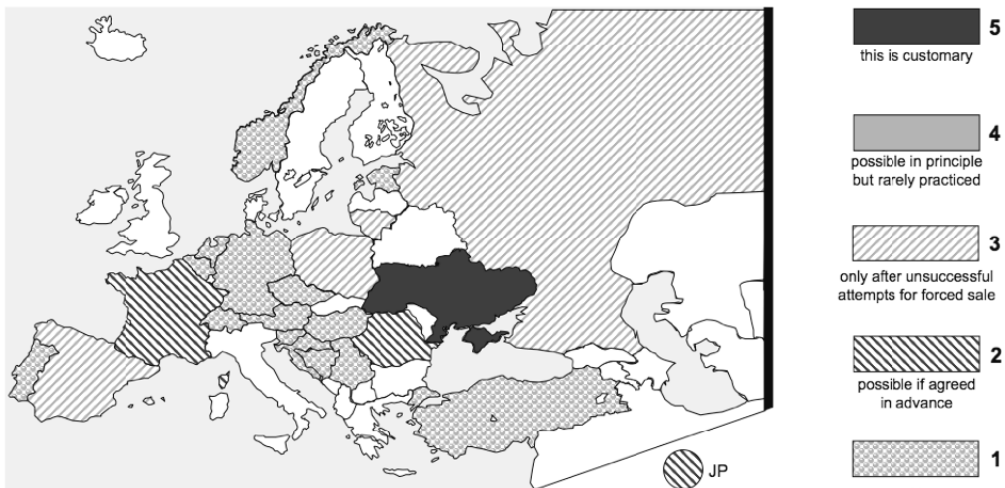 5
this is customary
4
possible in principle
but rarely practiced
3
only after unsuccessful
attempts for forced sale
2
possible if agreed
in advance
1
JP